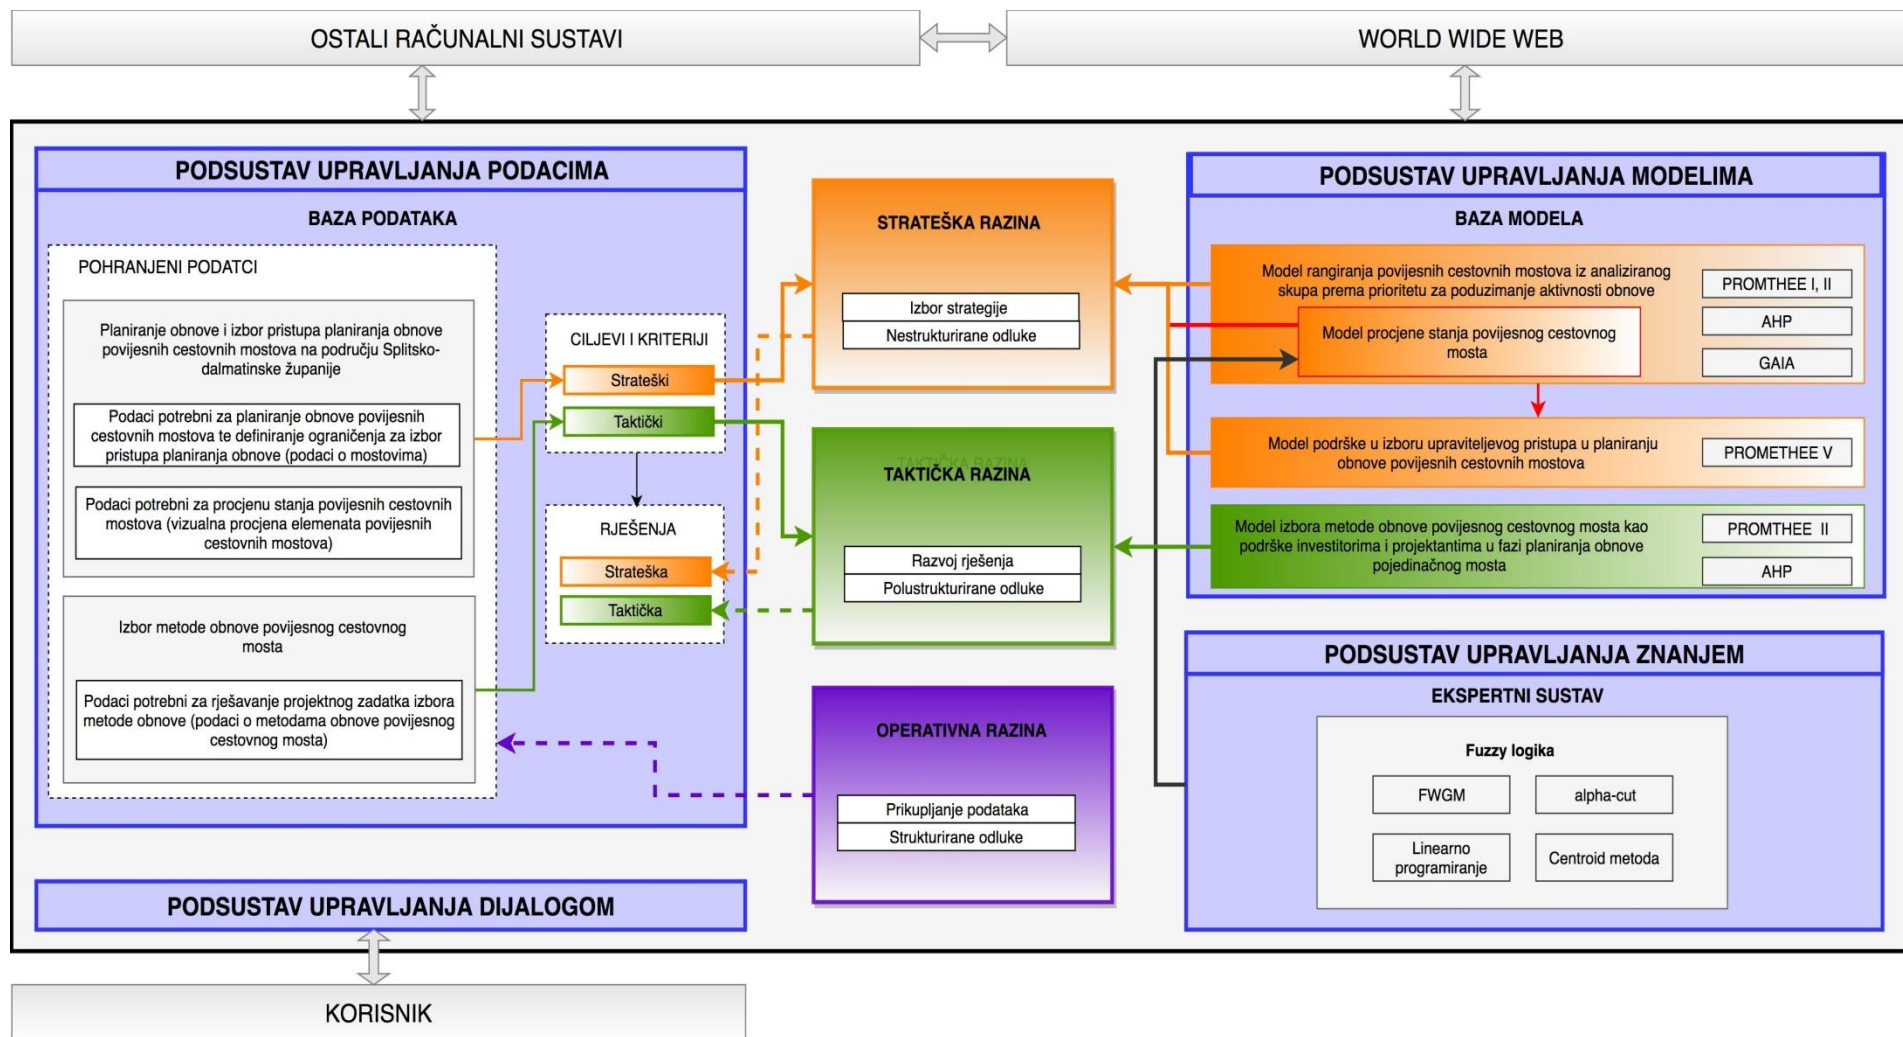 OSTALI RAČUNALNI SUSTAVI
WORLD WIDE WEB
PODSUSTAV UPRAVLJANJA PODACIMA
BAZA PODATAKA
POHRANJENI PODATCI
Planiranje obnove i izbor pristupa planiranja obnove
povijesnih cestovnih mostova na području Splitsko-
dalmatinske županije
Podaci potrebni za planiranje obnove povijesnih
cestovnih mostova te definiranje ograničenja za izbor
pristupa planiranja obnove (podaci o mostovima)
Podaci potrebni za procjenu stanja povijesnih cestovnih
mostova (vizualna procjena elemenata povijesnih
cestovnih mostova)
Izbor metode obnove povijesnog cestovnog
mosta
Podaci potrebni za rješavanje projektnog zadatka izbora
metode obnove (podaci o metodama obnove povijesnog
cestovnog mosta)
CILJEVI I KRITERIJI
Strateški
Taktički
RJEŠENJA
Strateška
Taktička
STRATEŠKA RAZINA
Izbor strategije
Nestrukturirane odluke
TAKTIČKA RAZINA
TAKTIČKA RAZINA
Razvoj rješenja
Polustrukturirane odluke
OPERATIVNA RAZINA
Prikupljanje podataka
Strukturirane odluke
PODSUSTAV UPRAVLJANJA MODELIMA
BAZA MODELA
Model rangiranja povijesnih cestovnih mostova iz analiziranog
skupa prema prioritetu za poduzimanje aktivnosti obnove
PROMTHEE I, II
AHP
GAIA
Model procjene stanja povijesnog cestovnog
mosta
Model podrške u izboru upraviteljevog pristupa u planiranju
obnove povijesnih cestovnih mostova
PROMETHEE V
Model izbora metode obnove povijesnog cestovnog mosta kao
podrške investitorima i projektantima u fazi planiranja obnove
pojedinačnog mosta
PROMTHEE II
AHP
PODSUSTAV UPRAVLJANJA ZNANJEM
EKSPERTNI SUSTAV
Fuzzy logika
FWGM
alpha-cut
Linearno
programiranje
Centroid metoda
PODSUSTAV UPRAVLJANJA DIJALOGOM
KORISNIK